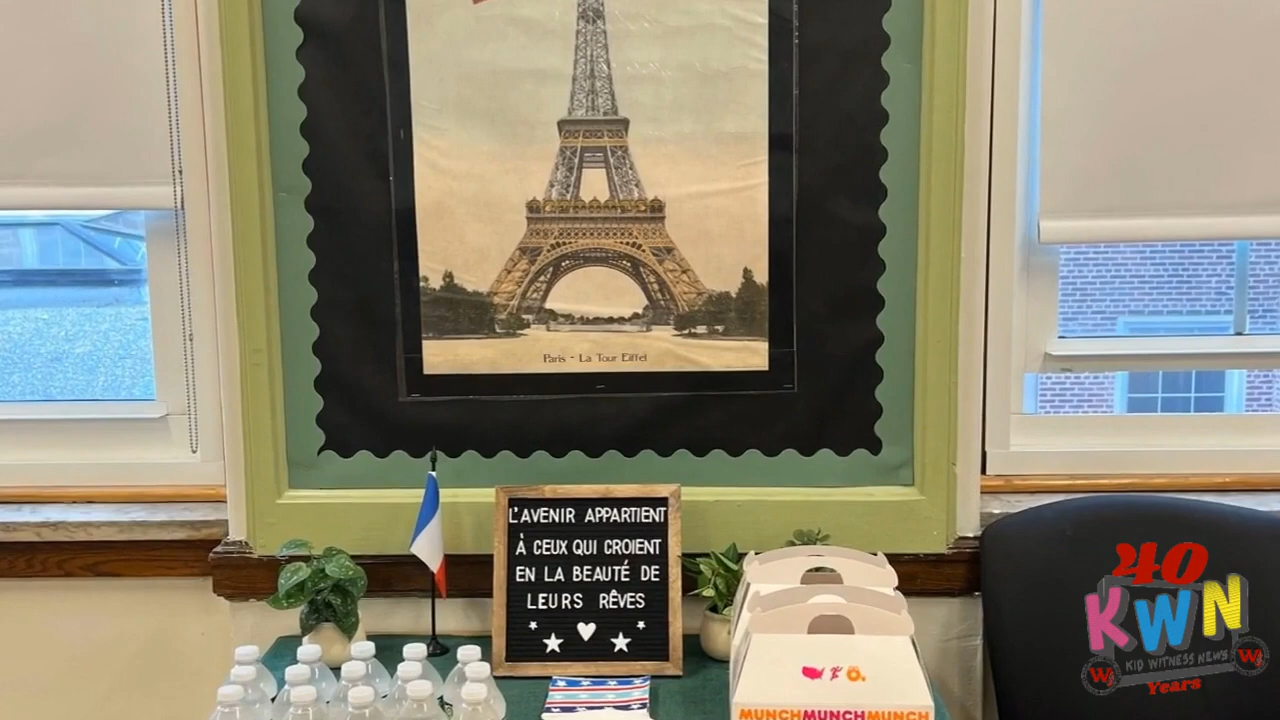 Paris - La Tour Eiffel
L'AVENIR APPARTIENT
À CEUX QUI CROIENT
EN LA BEAUTÉ DE
LEURS RÊVES
MUNCHMUNCHMUNCH
40
KWN
KID WITNESS NEWS
Years